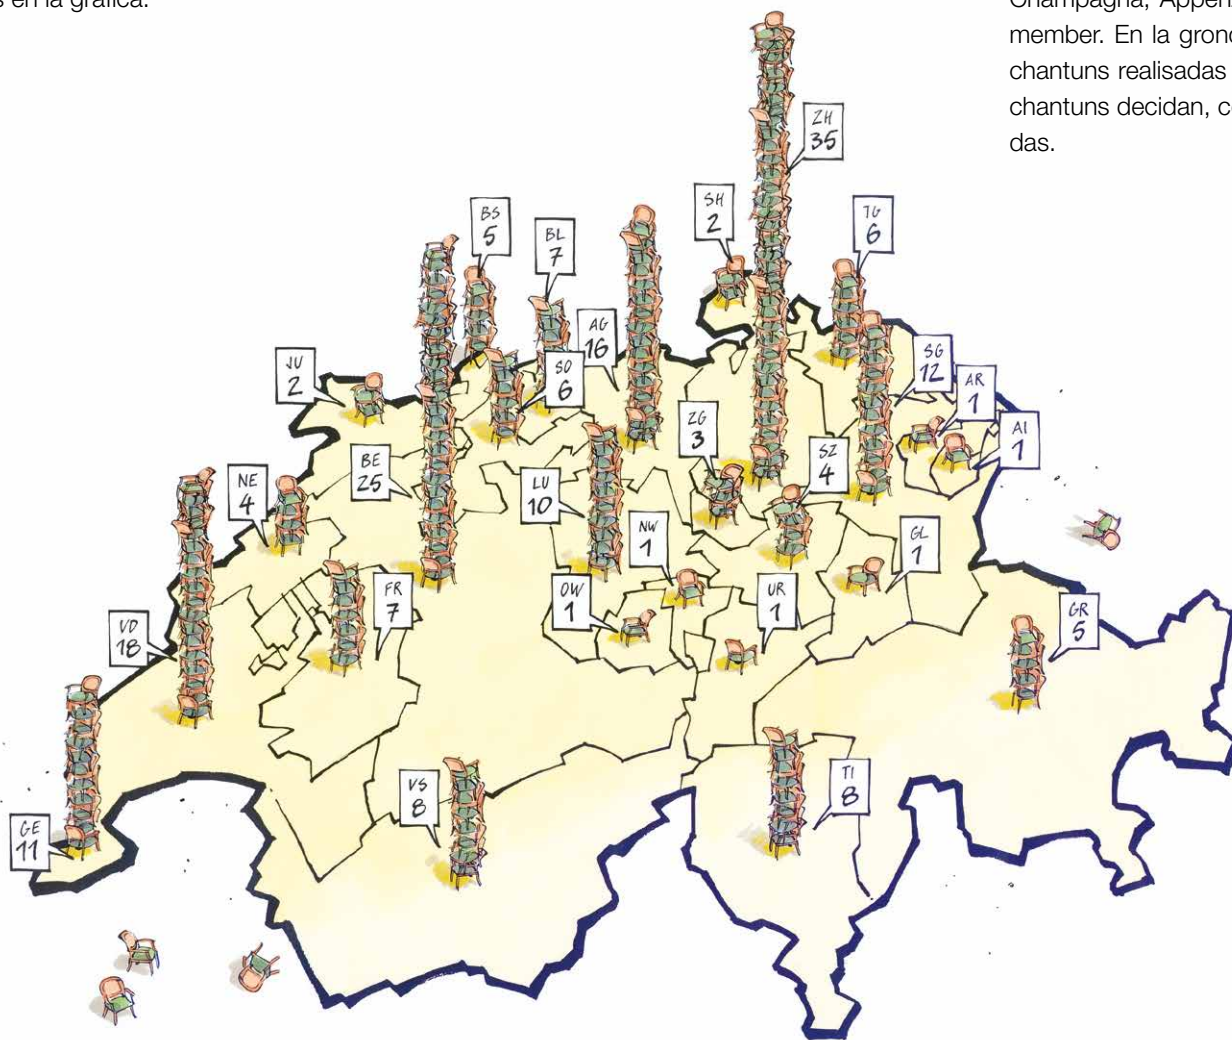 s en la grafica.
Champagna, Appenz
member. En la grond
chantuns realisadas
chantuns decidan, c
das.
ZH
35
SH
2
BS
5
TG
6
BL
7
AG
16
SO
6
JU
2
SG
12
AR
1
AI
1
ZG
3
SZ
4
BE
25
NE
4
LU
10
NW
1
GL
1
OW
1
UR
1
FR
7
VD
18
GR
5
VS
8
TI
8
GE
11